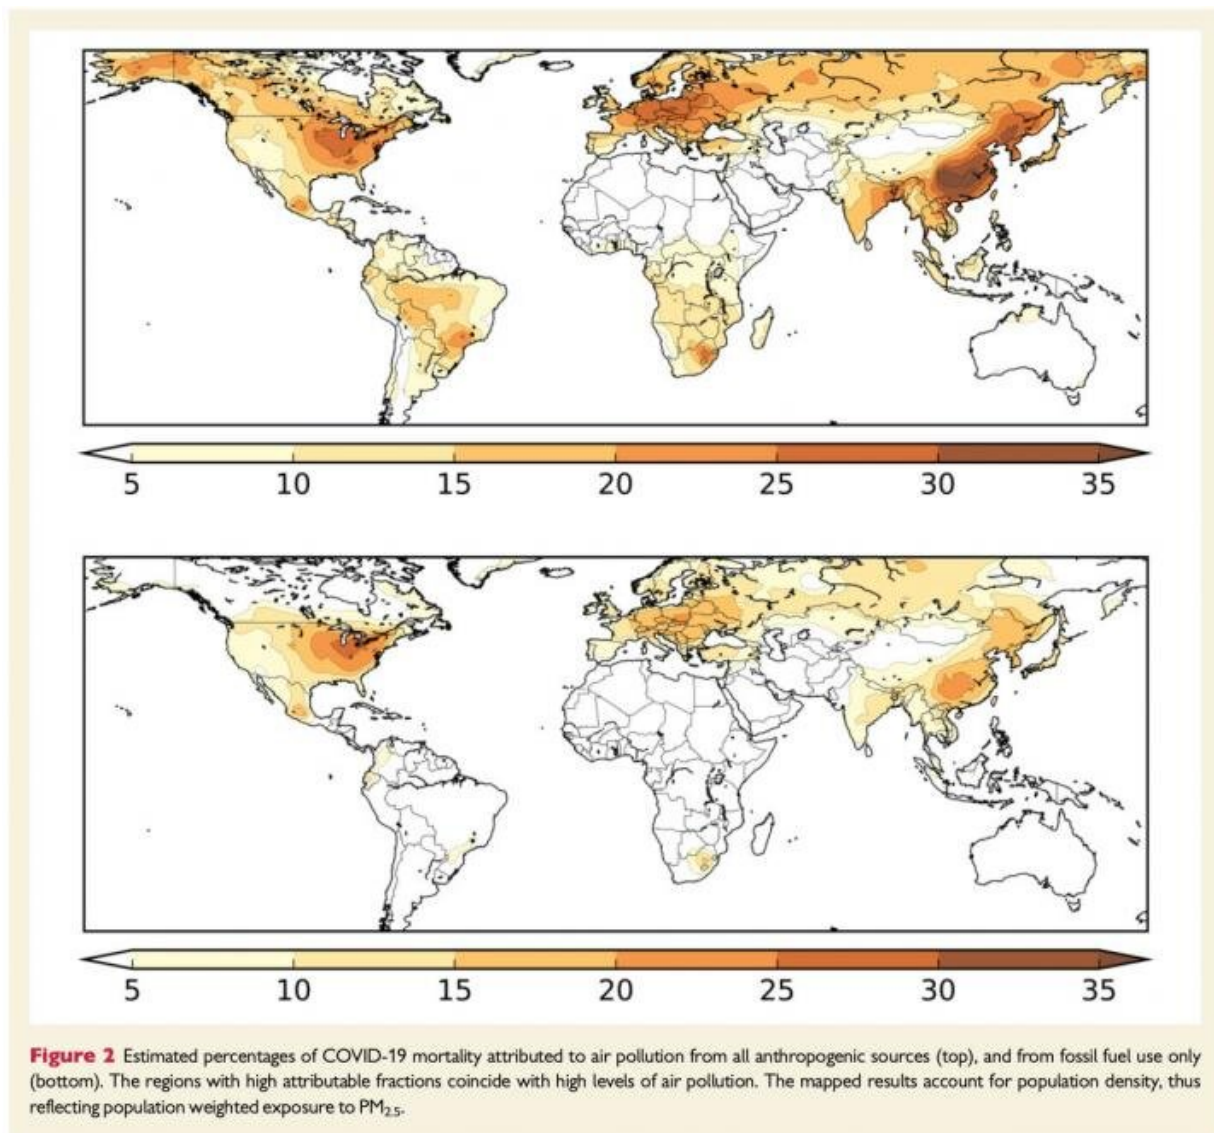 5 10 15 20 25 30 35
5 10 15 20 25 30 35
Figure 2 Estimated percentages of COVID-19 mortality attributed to air pollution from all anthropogenic sources (top), and from fossil fuel use only
(bottom). The regions with high attributable fractions coincide with high levels of air pollution. The mapped results account for population density, thus
reflecting population weighted exposure to PM2.5.